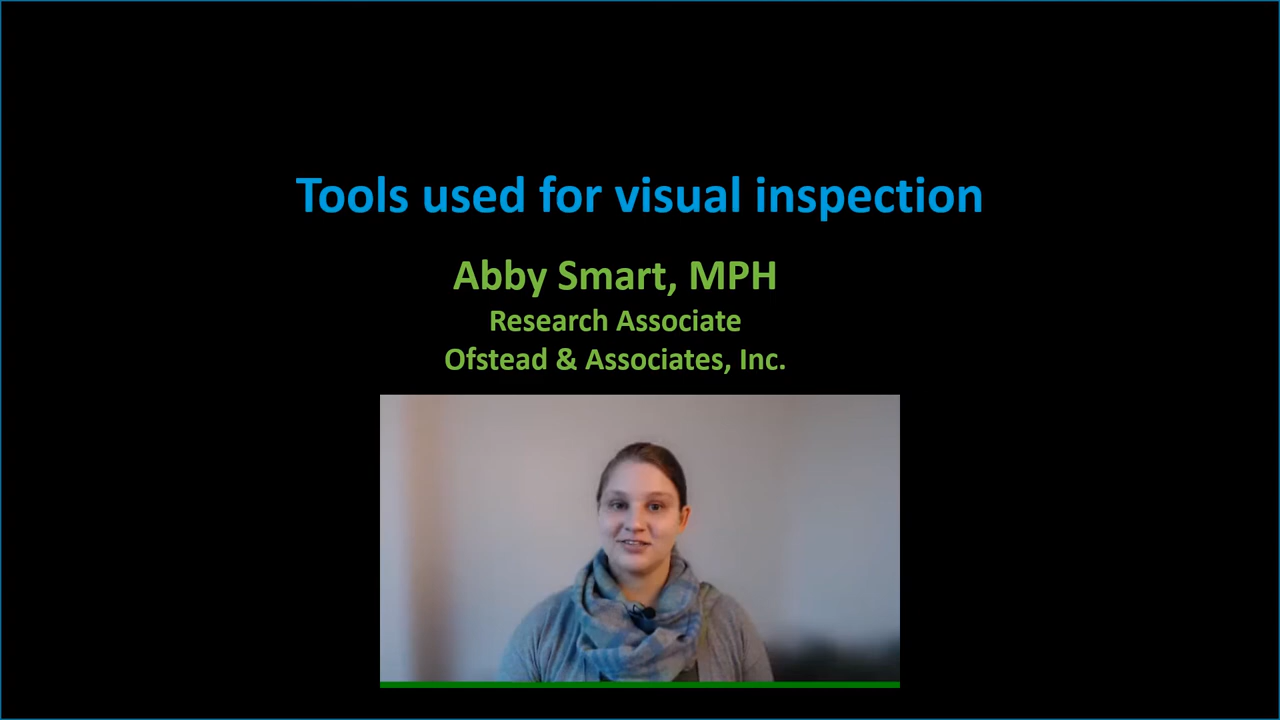 Tools used for visual inspection
Abby Smart, MPH
Research Associate
Ofstead & Associates, Inc.